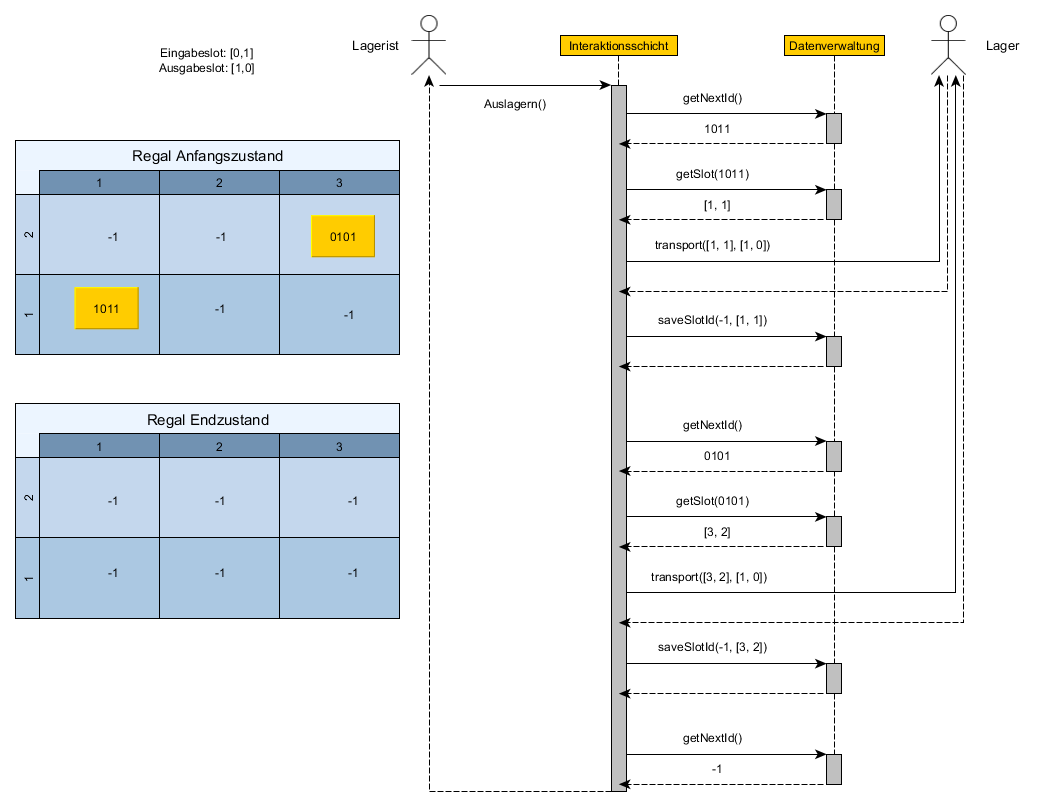 Eingabeslot: [0,1]
Ausgabeslot: [1,0]
Regal Anfangszustand
1 2 3
2 -1 -1 0101
1 1011 -1 -1
Regal Endzustand
1 2 3
2 -1 -1 -1
1 -1 -1 -1
Lagerist
Interaktionsschicht
Datenverwaltung
Lager
Auslagern()
getNextId()
1011
getSlot(1011)
[1, 1]
transport([1, 1], [1, 0])
saveSlotId(-1, [1, 1])
getNextId()
0101
getSlot(0101)
[3, 2]
transport([3, 2], [1, 0])
saveSlotId(-1, [3, 2])
getNextId()
-1